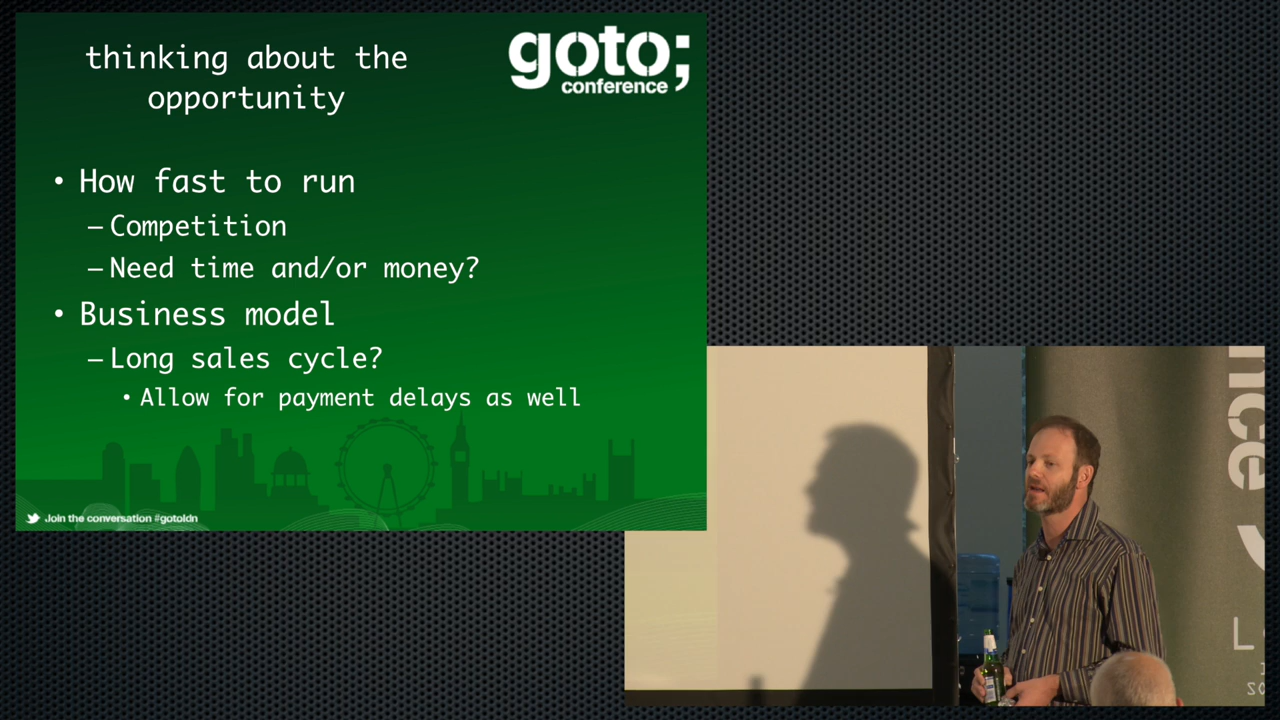 thinking about the
opportunity
goto;
conference
• How fast to run
– Competition
– Need time and/or money?
• Business model
– Long sales cycle?
• Allow for payment delays as well
Join the conversation #gotoldn
nce
L